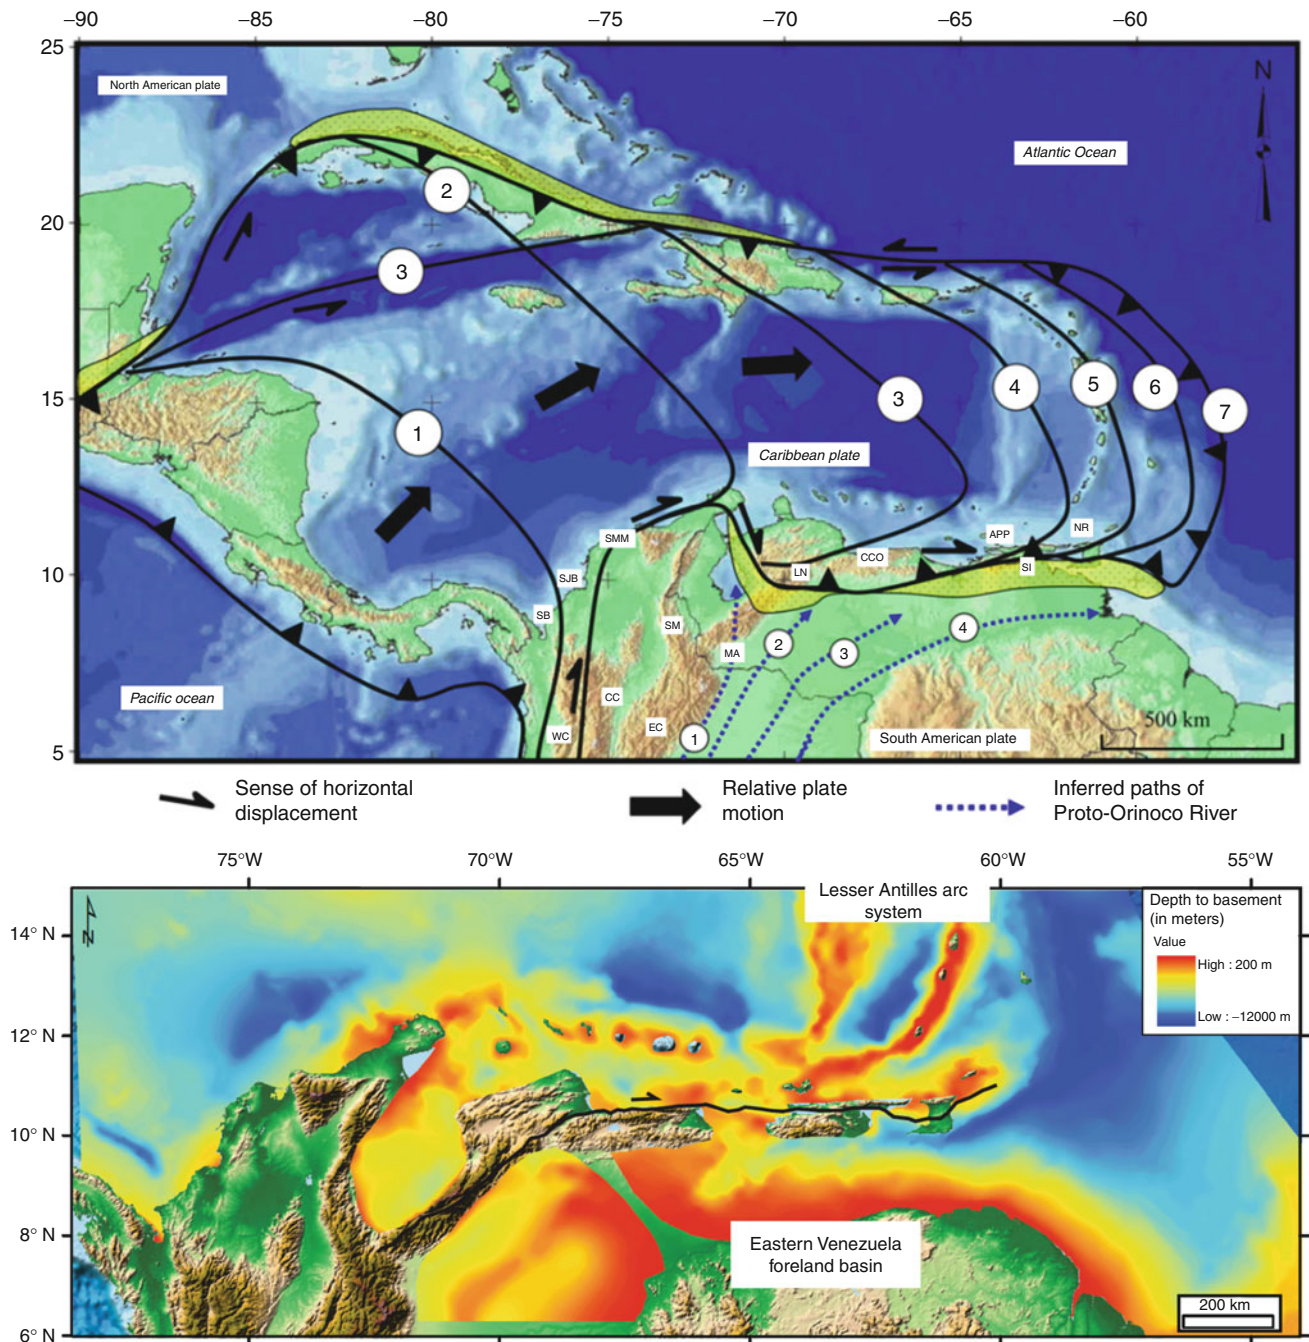 −90 −85 −80 −75 −70 −65 −60
25
North American plate
N
Atlantic Ocean
2
20
3
15
1
3
4
5
6
7
Caribbean plate
SMM
APP
NR
CCO
LN
SI
10
SJB
SB
SM
MA
2
3
4
Pacific ocean
CC
WC
EC
1
South American plate
500 km
5
Sense of horizontal
displacement
Relative plate
motion
Inferred paths of
Proto-Orinoco River
75°W 70°W 65°W 60°W 55°W
N
Lesser Antilles arc
system
Depth to basement
(in meters)
Value
High : 200 m
Low : −12000 m
14° N
12° N
10° N
8° N
6° N
Eastern Venezuela
foreland basin
200 km